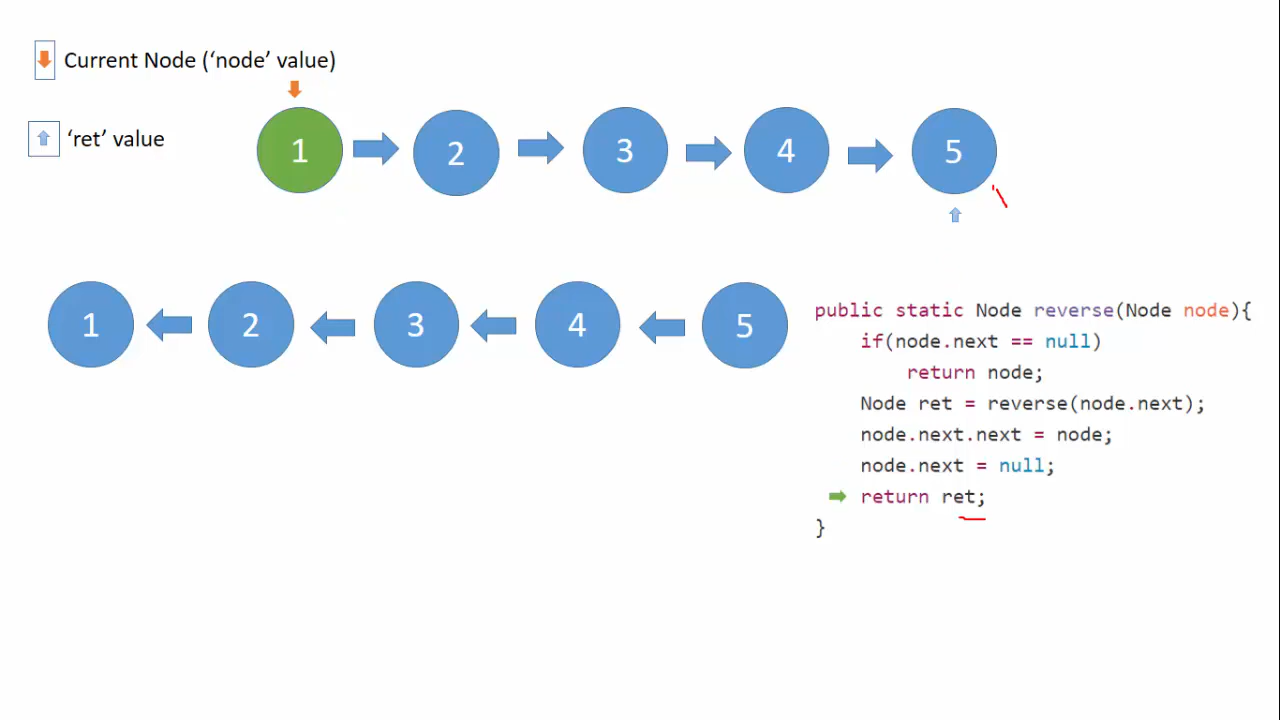 Current Node (‘node’ value)
‘ret’ value
1 2 3 4 5
1 2 3 4 5
public static Node reverse(Node node){
if(node.next == null)
return node;
Node ret = reverse(node.next);
node.next.next = node;
node.next = null;
return ret;
}